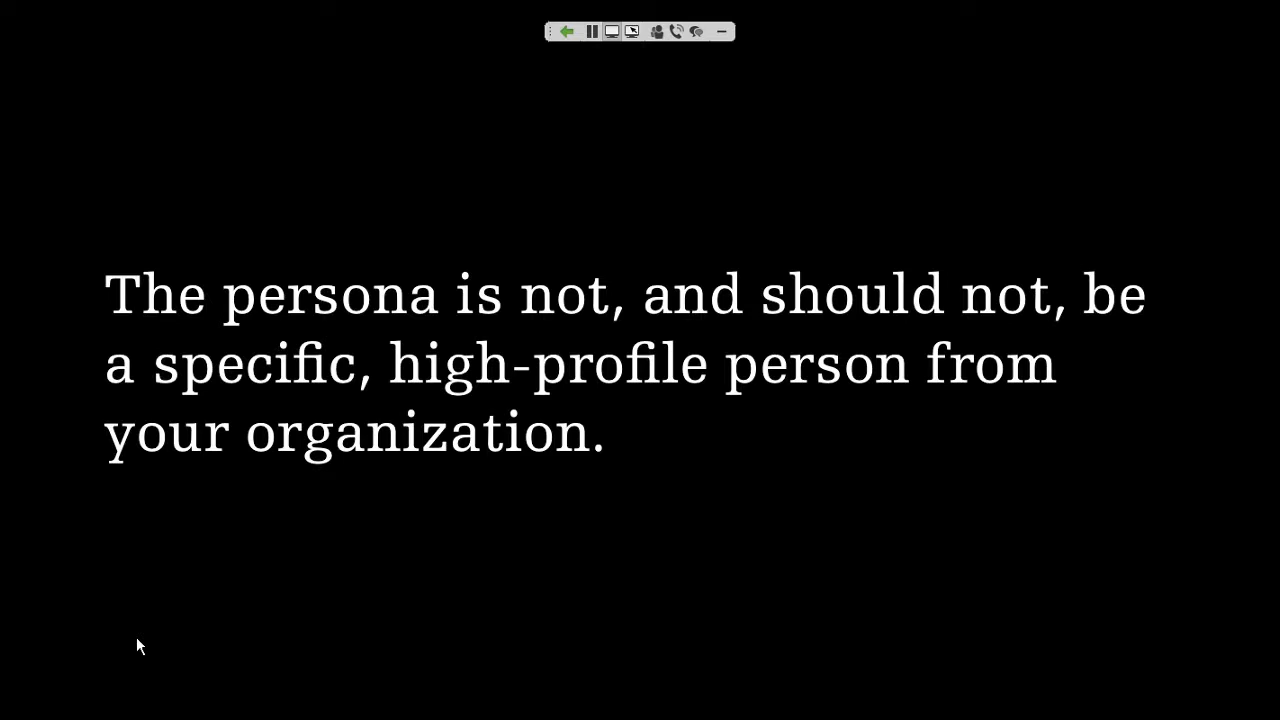 The persona is not, and should not, be
a specific, high-profile person from
your organization.